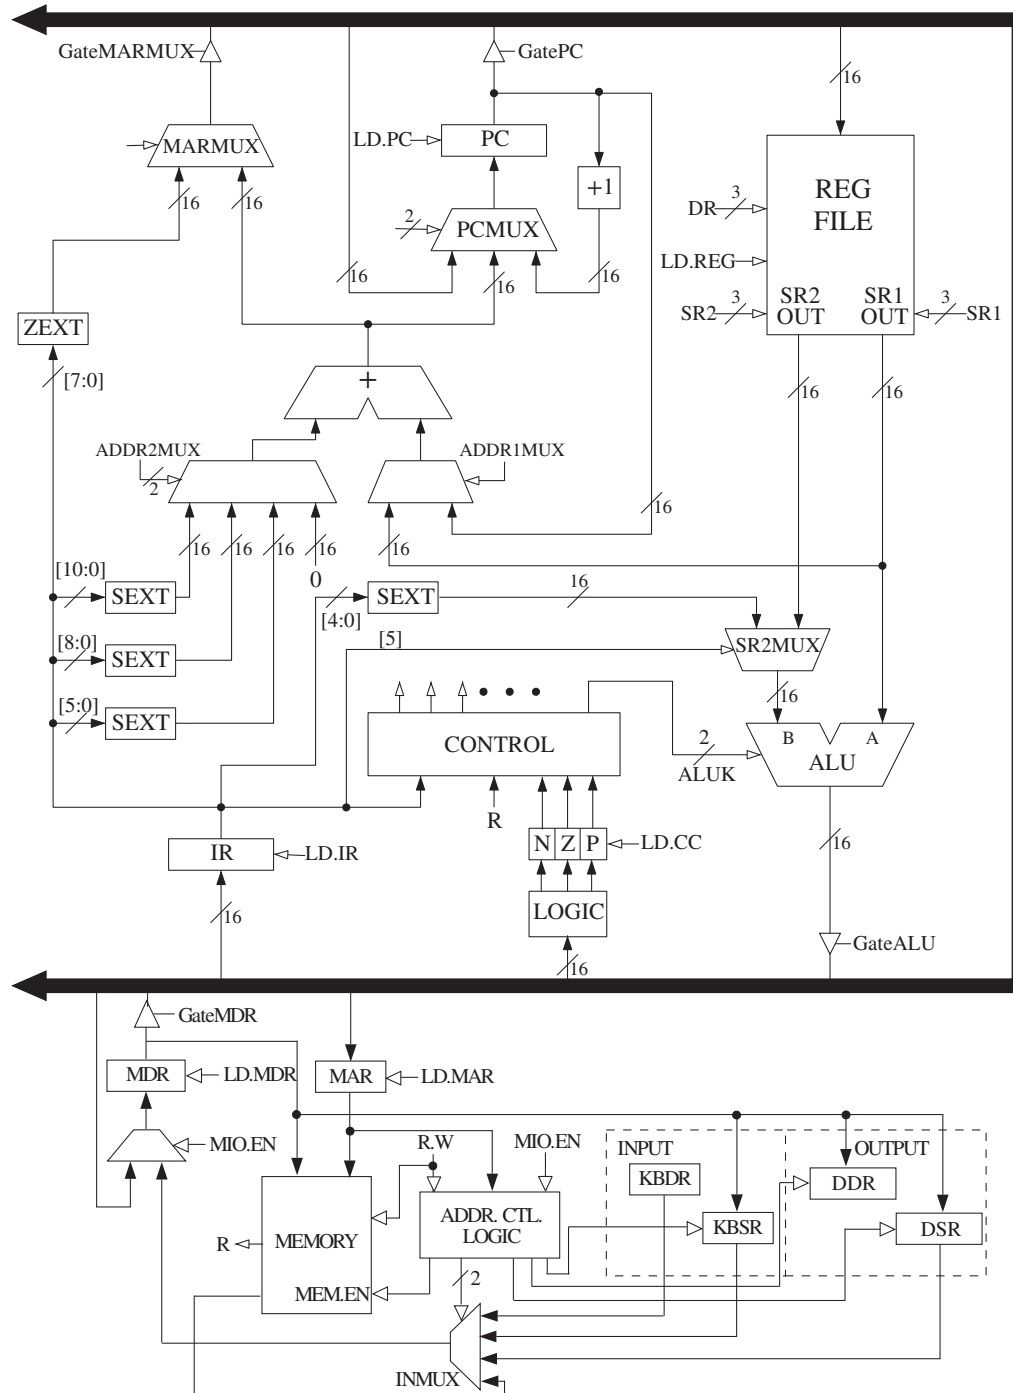 GateMARMUX
GatePC
16
MARMUX
LD.PC
PC
16
16
+1
REG
FILE
DR
3
2
PCMUX
LD.REG
16
16
16
ZEXT
SR2
3
SR2
OUT
SR1
OUT
3
SR1
[7:0]
+
16
16
ADDR2MUX
2
ADDR1MUX
16
16
16
16
16
16
0
[10:0]
SEXT
[4:0]
SEXT
16
[8:0]
SEXT
[5]
SR2MUX
16
[5:0]
SEXT
CONTROL
2
ALUK
B
A
ALU
R
IR
LD.IR
N
Z
P
LD.CC
16
16
LOGIC
16
GateALU
GateMDR
MDR
LD.MDR
MAR
LD.MAR
MIO.EN
R.W
MIO.EN
INPUT
OUTPUT
KBDR
DDR
ADDR. CTL.
LOGIC
KBSR
DSR
R
MEMORY
MEM.EN
2
INMUX